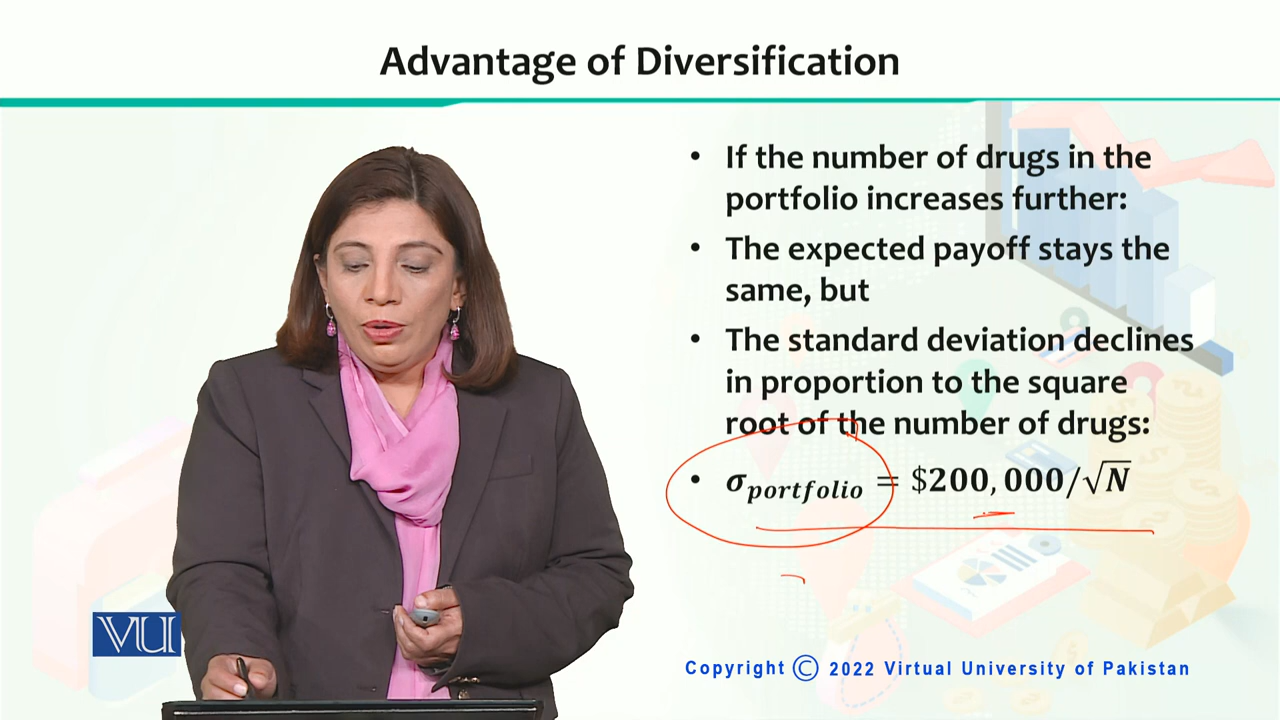 Advantage of Diversification
• If the number of drugs in the
portfolio increases further:
• The expected payoff stays the
same, but
• The standard deviation declines
in proportion to the square
root of the number of drugs:
• σ_portfolio = $200,000/√N
VU
Copyright © 2022 Virtual University of Pakistan